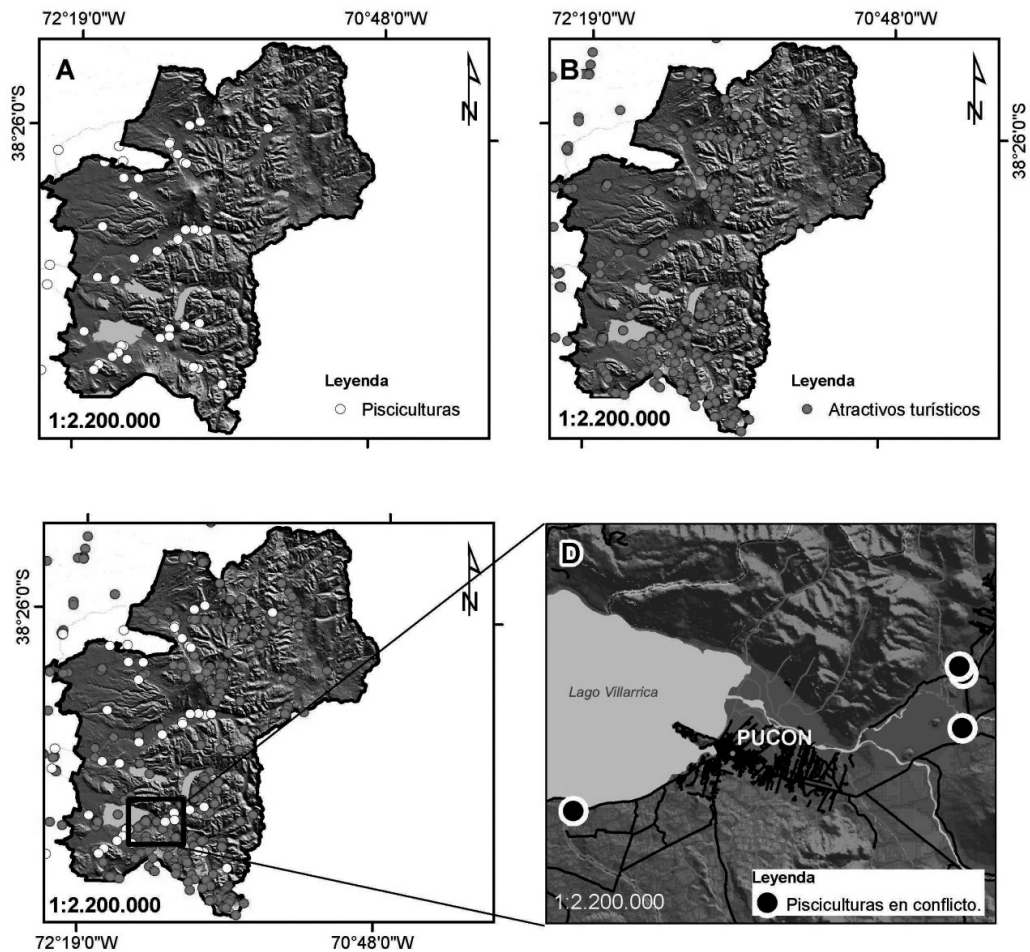 72°19'0"W 70°48'0"W
38°26'0"S
A
N
Leyenda
Pisciculturas
1:2.200.000
72°19'0"W 70°48'0"W
B
38°26'0"S
N
Leyenda
Atractivos turísticos
1:2.200.000
38°26'0"S
N
1:2.200.000
72°19'0"W 70°48'0"W
D
Lago Villarrica
PUCON
1:2.200.000
Leyenda
Pisciculturas en conflicto.